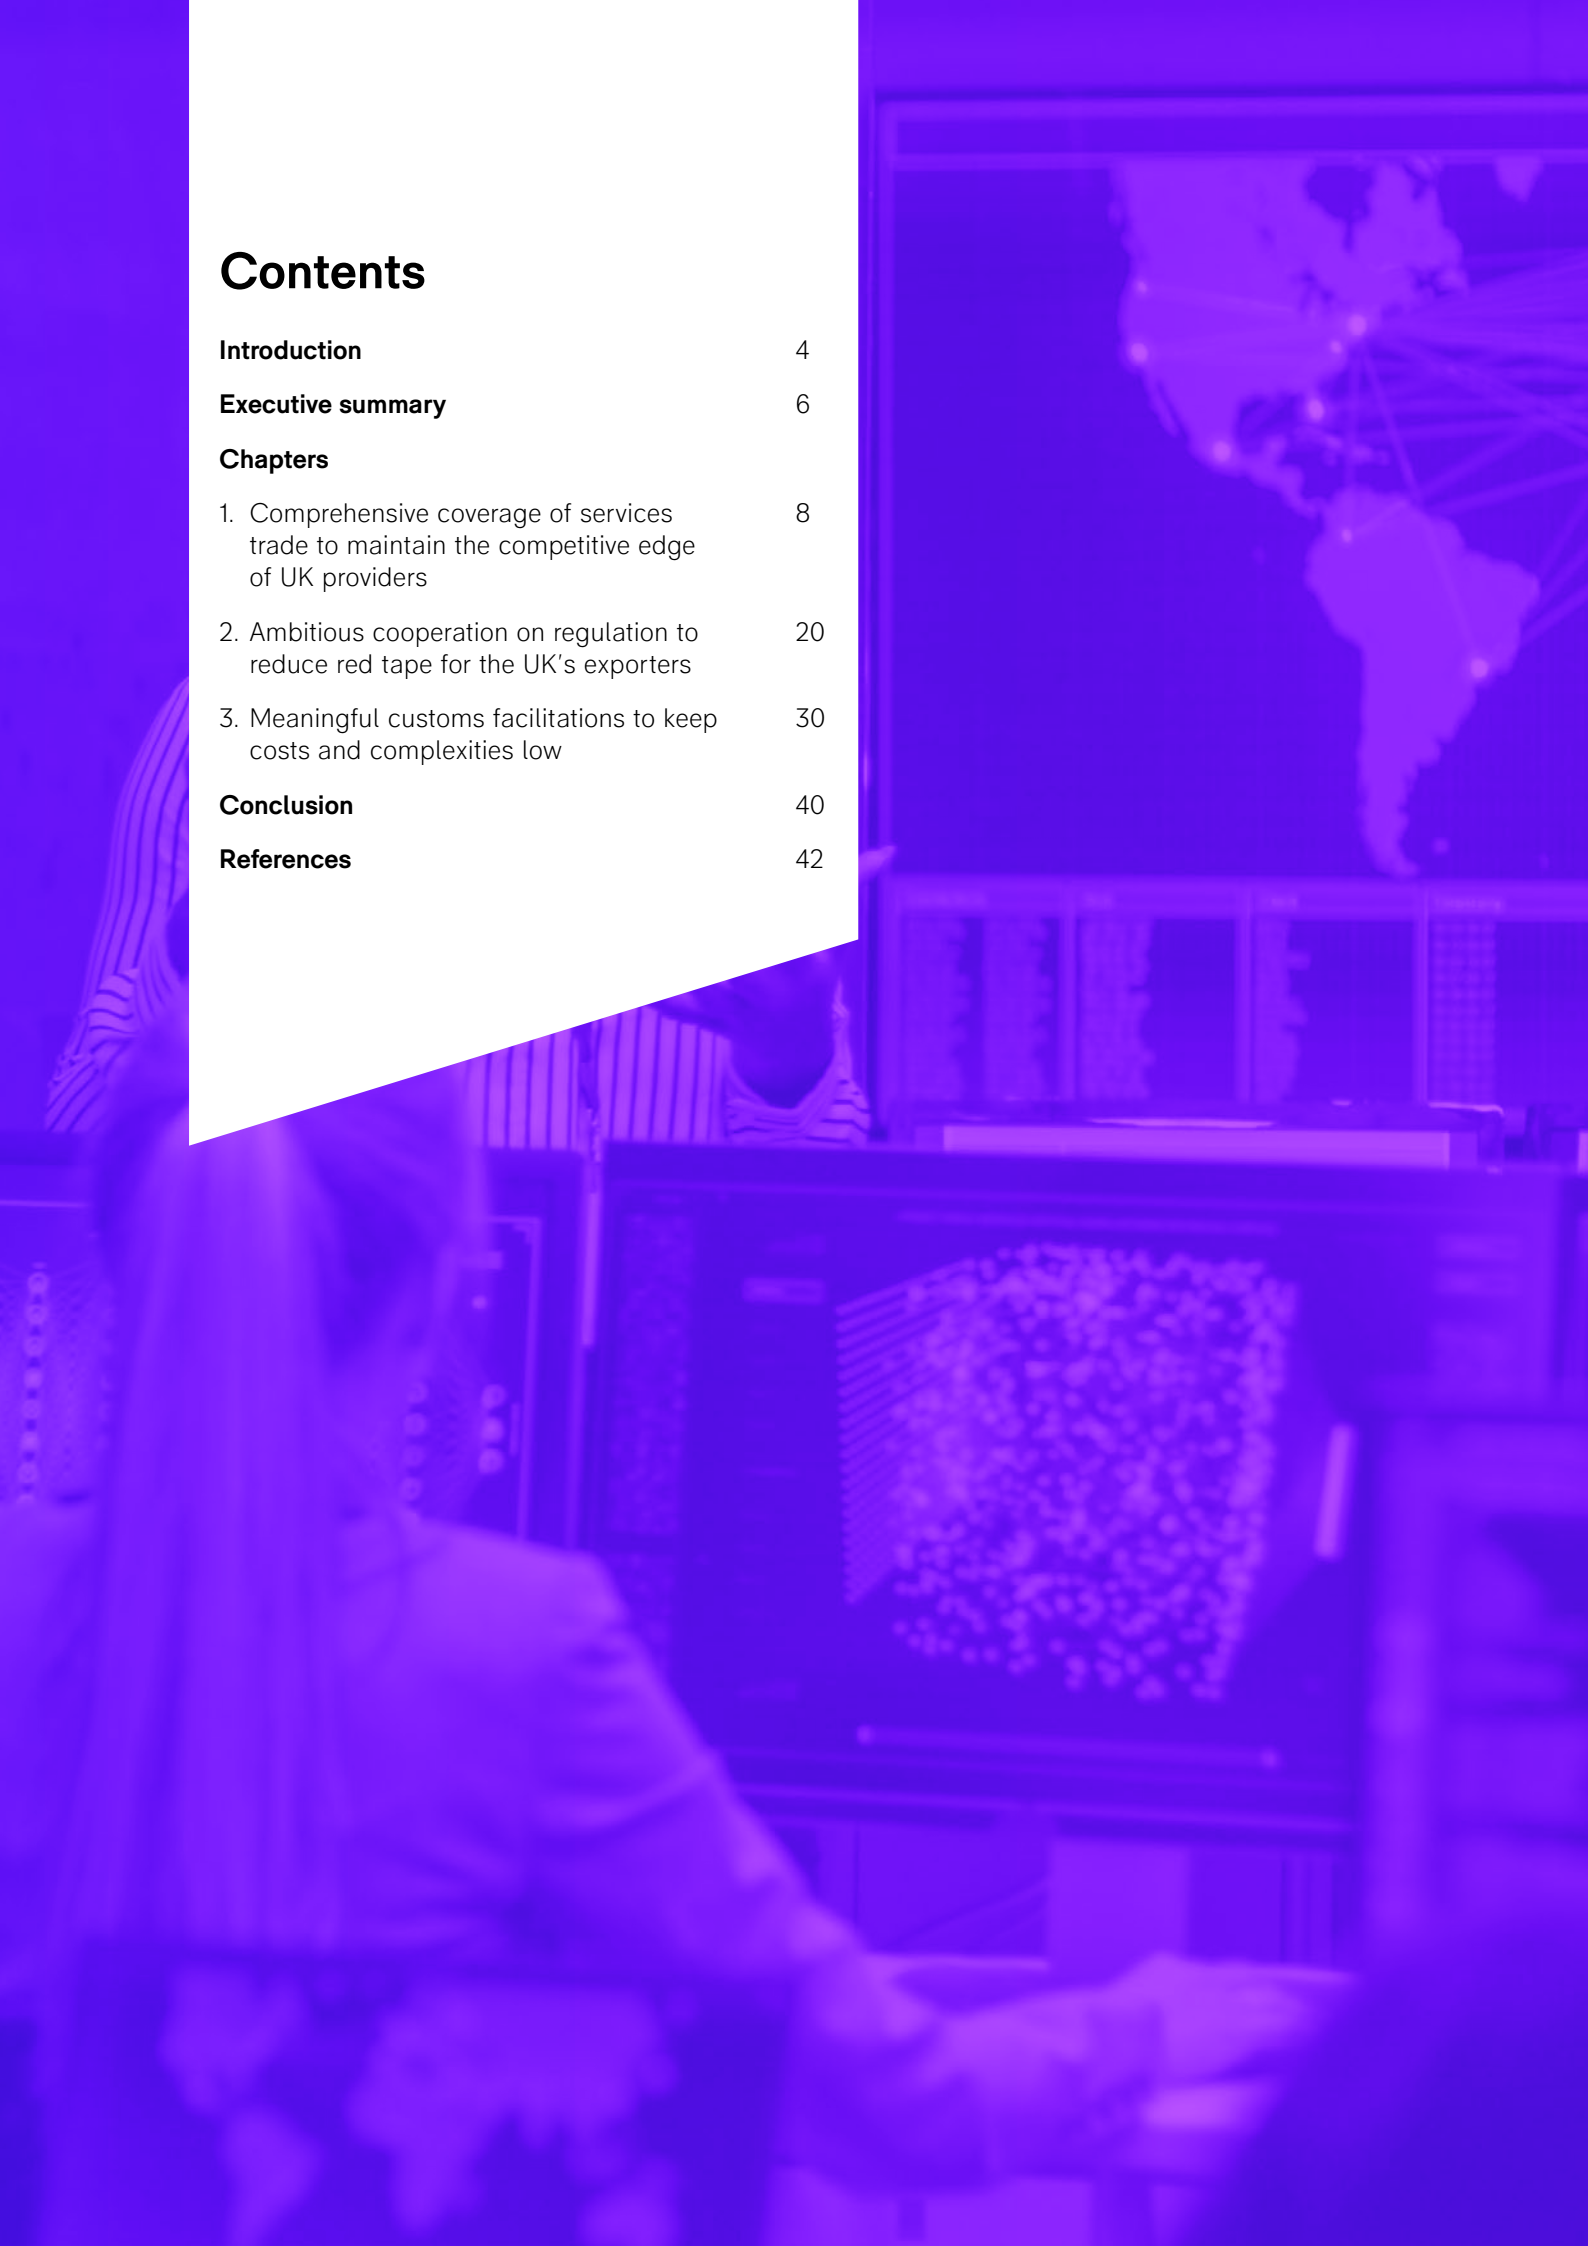 Contents
Introduction 4
Executive summary 6
Chapters
1. Comprehensive coverage of services 8
trade to maintain the competitive edge
of UK providers
2. Ambitious cooperation on regulation to 20
reduce red tape for the UK's exporters
3. Meaningful customs facilitations to keep 30
costs and complexities low
Conclusion 40
References 42